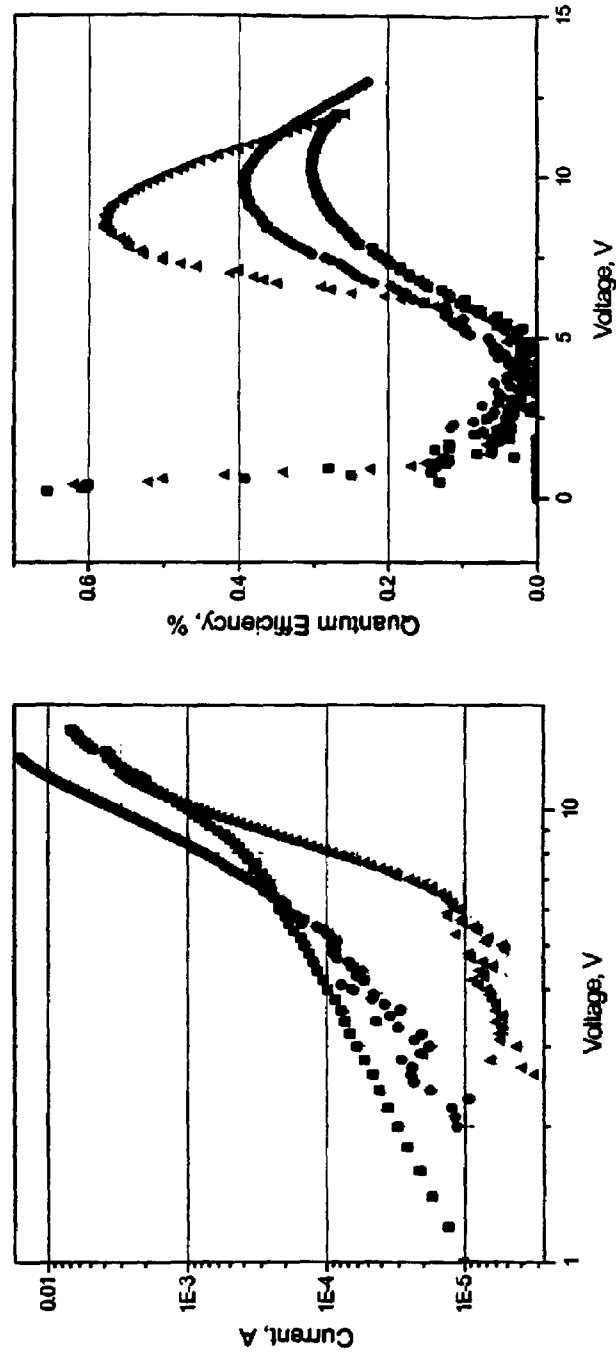 Current, A
0.01
1E-3
1E-4
1E-5
1
10
Voltage, V
Quantum Efficiency, %
0.6
0.4
0.2
0.0
0
5
10
15
Voltage, V